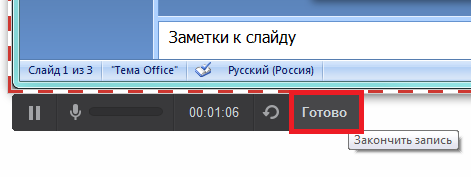 Заметки к слайду
Слайд 1 из 3 "Тема Office" Русский (Россия)
00:01:06 Готово
Закончить запись